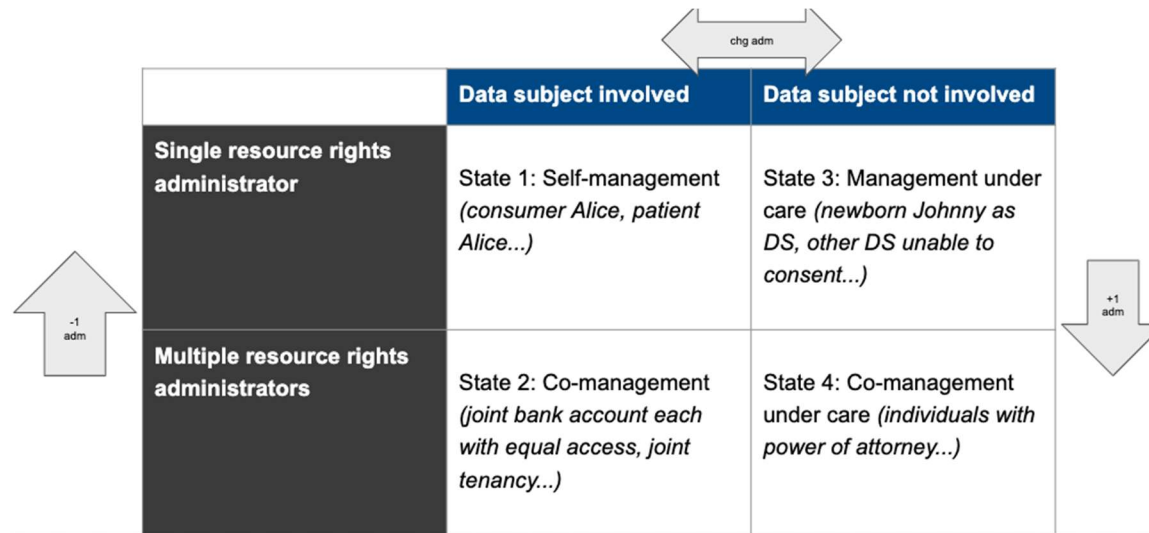 chg adm
Data subject involved
Data subject not involved
Single resource rights
administrator
State 1: Self-management
(consumer Alice, patient
Alice...)
State 3: Management under
care (newborn Johnny as
DS, other DS unable to
consent...)
-1
adm
+1
adm
Multiple resource rights
administrators
State 2: Co-management
(joint bank account each
with equal access, joint
tenancy...)
State 4: Co-management
under care (individuals with
power of attorney...)